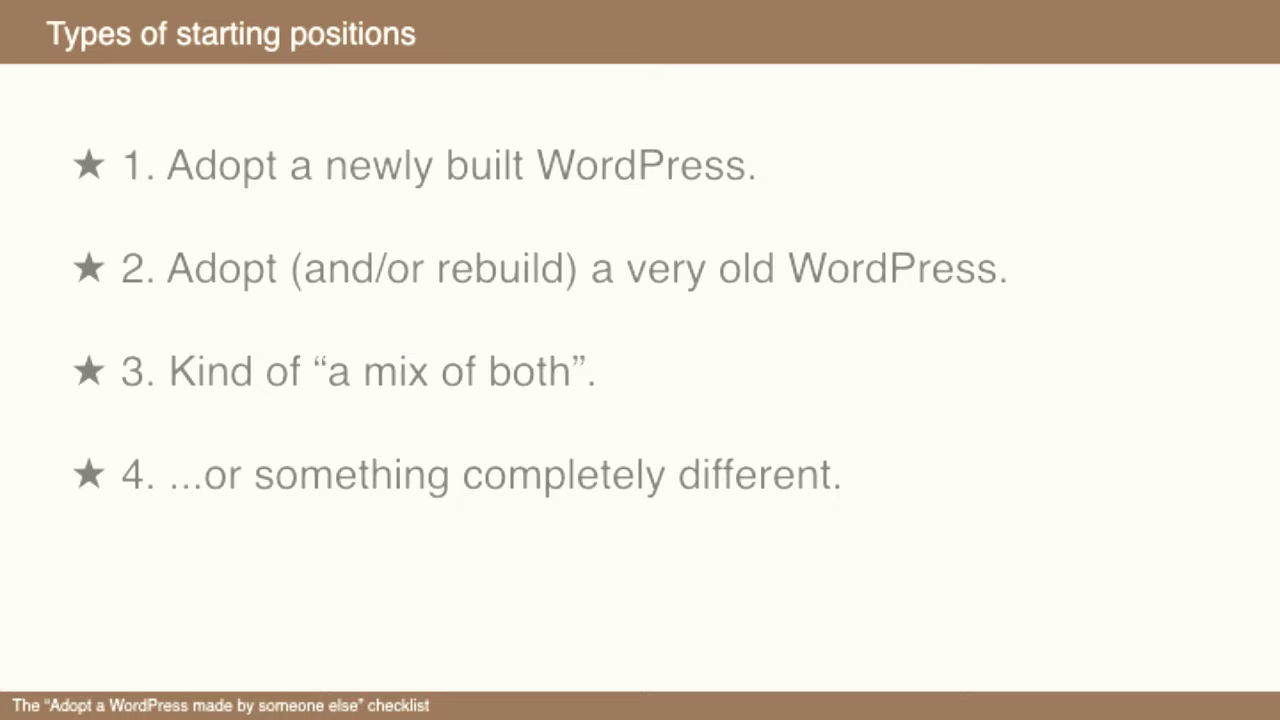 Types of starting positions
★ 1. Adopt a newly built WordPress.
★ 2. Adopt (and/or rebuild) a very old WordPress.
★ 3. Kind of “a mix of both”.
★ 4. ...or something completely different.
The “Adopt a WordPress made by someone else” checklist